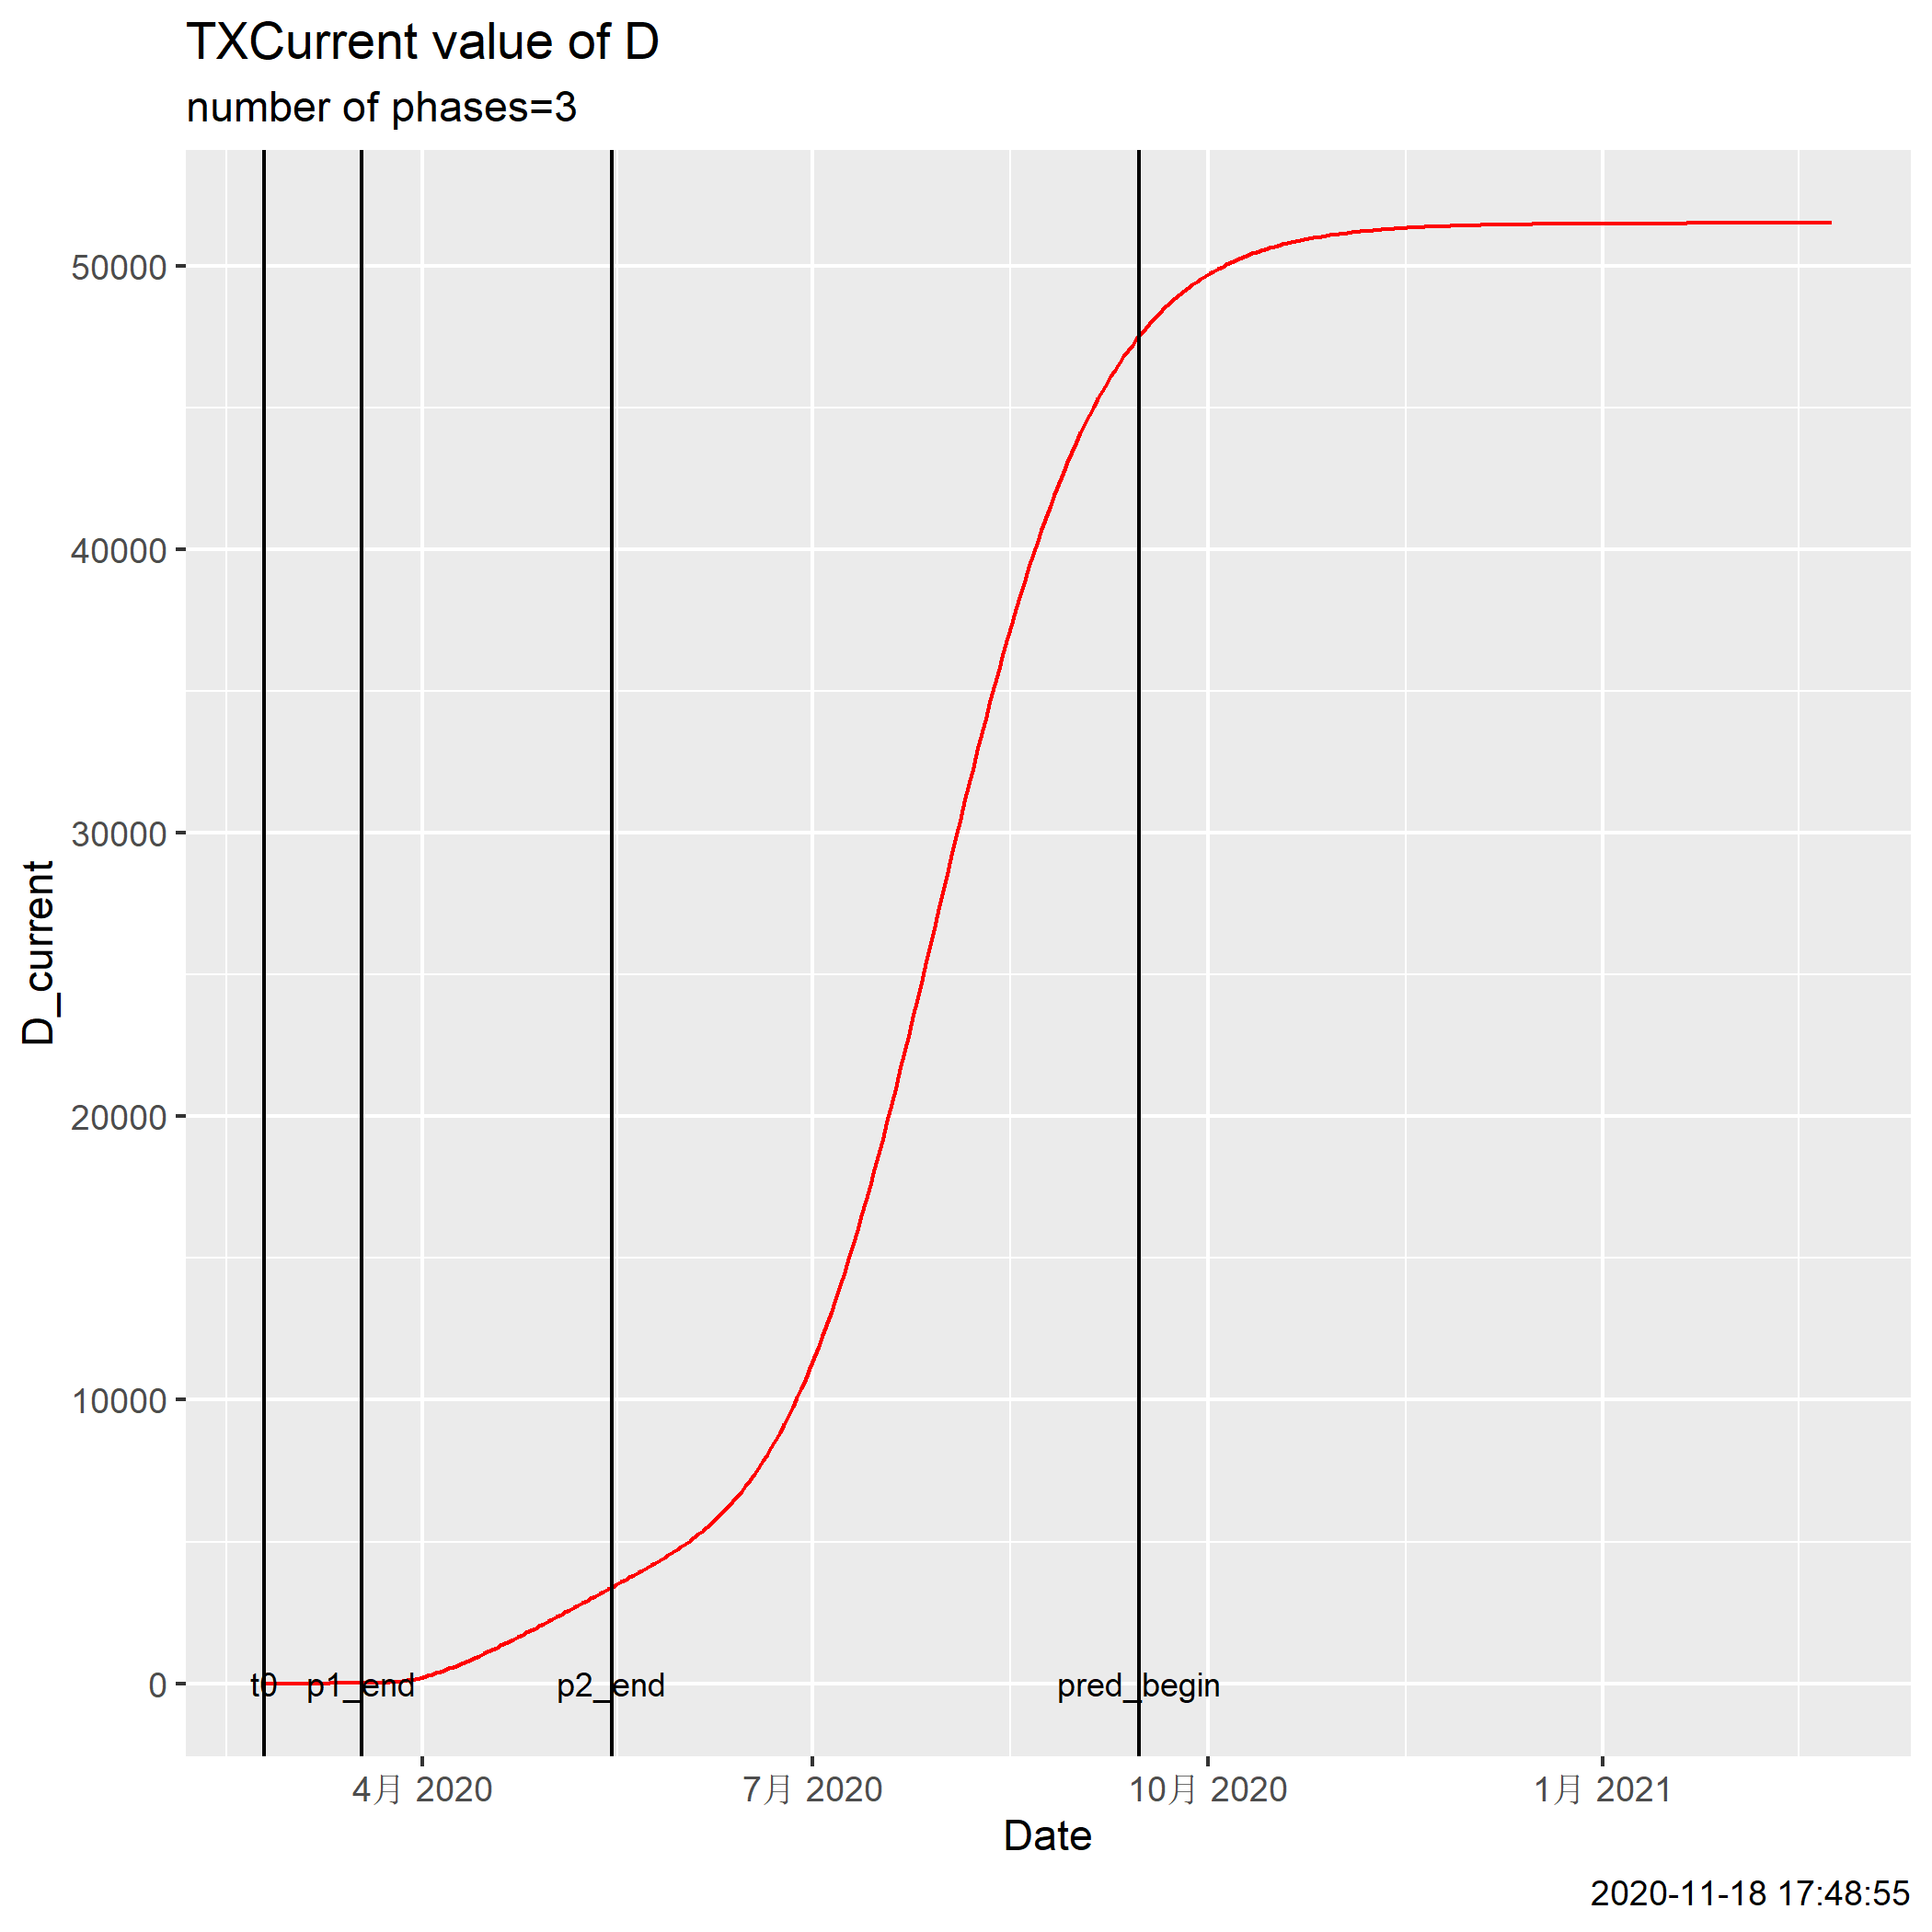 TXCurrent value of D
number of phases=3
D_current
50000
40000
30000
20000
10000
0
t0 p1_end p2_end pred_begin
4月 2020 7月 2020 10月 2020 1月 2021
Date
2020-11-18 17:48:55